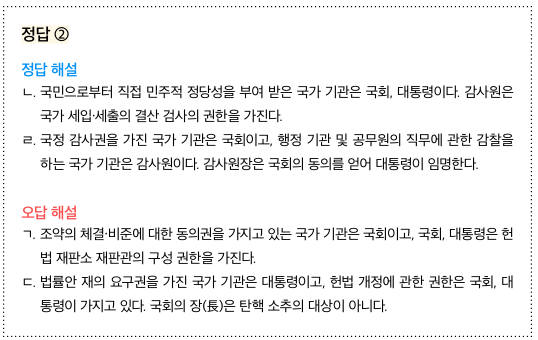 정답 ②
정답 해설
ㄴ. 국민으로부터 직접 민주적 정당성을 부여 받은 국가 기관은 국회, 대통령이다. 감사원은
국가 세입·세출의 결산 검사의 권한을 가진다.
ㄹ. 국정 감사권을 가진 국가 기관은 국회이고, 행정 기관 및 공무원의 직무에 관한 감찰을
하는 국가 기관은 감사원이다. 감사원장은 국회의 동의를 얻어 대통령이 임명한다.
오답 해설
ㄱ. 조약의 체결·비준에 대한 동의권을 가지고 있는 국가 기관은 국회이고, 국회, 대통령은 헌
법 재판소 재판관의 구성 권한을 가진다.
ㄷ. 법률안 재의 요구권을 가진 국가 기관은 대통령이고, 헌법 개정에 관한 권한은 국회, 대
통령이 가지고 있다. 국회의 장(長)은 탄핵 소추의 대상이 아니다.